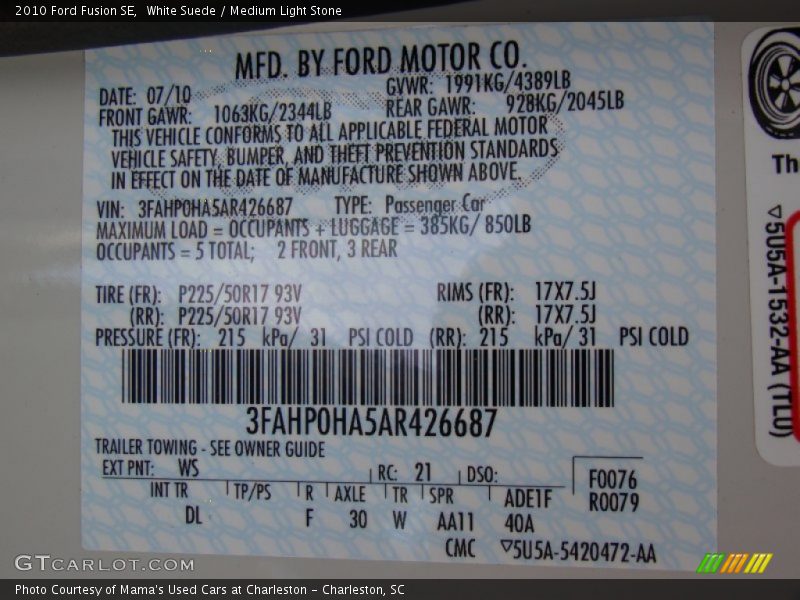 2010 Ford Fusion SE,  White Suede / Medium Light Stone
MFD. BY FORD MOTOR CO.
DATE: 07/10 GVWR: 1991KG/4389LB
FRONT GAWR: 1063KG/2344LB REAR GAWR: 928KG/2045LB
THIS VEHICLE CONFORMS TO ALL APPLICABLE FEDERAL MOTOR
VEHICLE SAFETY, BUMPER, AND THEFT PREVENTION STANDARDS
IN EFFECT ON THE DATE OF MANUFACTURE SHOWN ABOVE.
VIN: 3FAHP0HA5AR426687 TYPE: Passenger Car
MAXIMUM LOAD = OCCUPANTS + LUGGAGE = 385KG/ 850LB
OCCUPANTS = 5 TOTAL; 2 FRONT, 3 REAR
TIRE (FR): P225/50R17 93V RIMS (FR): 17X7.5J
(RR): P225/50R17 93V (RR): 17X7.5J
PRESSURE (FR): 215 kPa/ 31 PSI COLD (RR): 215 kPa/ 31 PSI COLD
3FAHP0HA5AR426687
TRAILER TOWING - SEE OWNER GUIDE
EXT PNT: WS RC: 21 DSO: F0076
R0079
INT TR TP/PS R AXLE TR SPR ADE1F
DL F 30 W AA11 40A
CMC ▽5U5A-5420472-AA
Th
▽5U5A-1532-AA (TLU)
GTCARLOT.COM
Photo Courtesy of Mama's Used Cars at Charleston - Charleston, SC